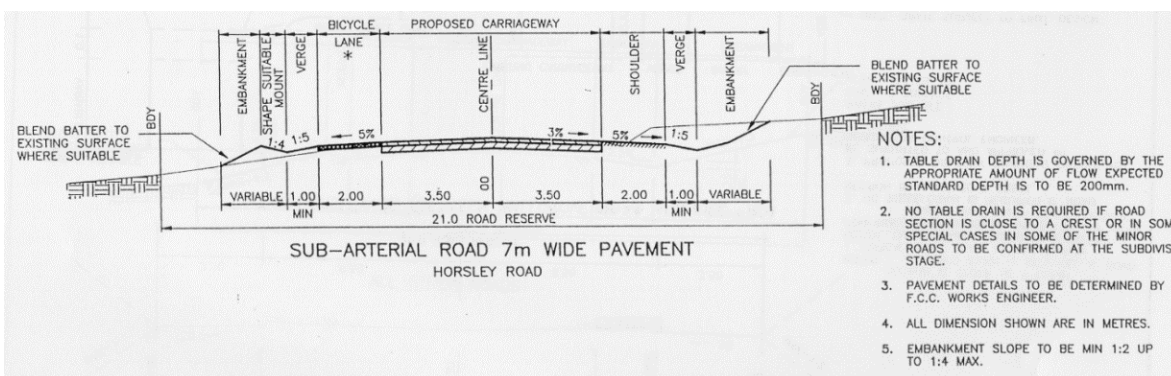 BICYCLE
PROPOSED CARRIAGEWAY
EMBANKMENT
SHAPE SUITABLE
MOUNT
VERGE
LANE
*
CENTRE LINE
SHOULDER
VERGE
EMBANKMENT
BLEND BATTER TO
EXISTING SURFACE
WHERE SUITABLE
BDY
BDY
BLEND BATTER TO
EXISTING SURFACE
WHERE SUITABLE
1:4
1:5
5%
3%
5%
1:5
VARIABLE
1.00
2.00
3.50
00
3.50
2.00
1.00
VARIABLE
MIN
MIN
21.0 ROAD RESERVE
SUB-ARTERIAL ROAD 7m WIDE PAVEMENT
HORSLEY ROAD
NOTES:
1. TABLE DRAIN DEPTH IS GOVERNED BY THE
APPROPRIATE AMOUNT OF FLOW EXPECTED
STANDARD DEPTH IS TO BE 200mm.
2. NO TABLE DRAIN IS REQUIRED IF ROAD
SECTION IS CLOSE TO A CREST OR IN SOM
SPECIAL CASES IN SOME OF THE MINOR
ROADS TO BE CONFIRMED AT THE SUBDIVIS
STAGE.
3. PAVEMENT DETAILS TO BE DETERMINED BY
F.C.C. WORKS ENGINEER.
4. ALL DIMENSION SHOWN ARE IN METRES.
5. EMBANKMENT SLOPE TO BE MIN 1:2 UP
TO 1:4 MAX.